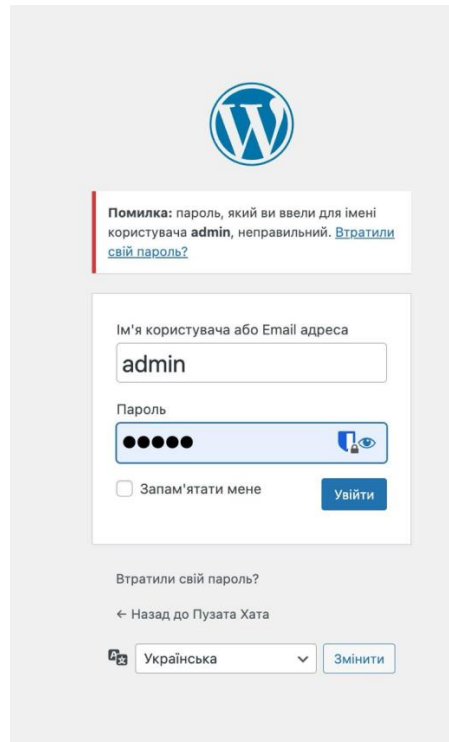 Помилка: пароль, який ви ввели для імені
користувача admin, неправильний. Втратили
свій пароль?
Ім'я користувача або Email адреса
admin
Пароль
Запам'ятати мене
Увійти
Втратили свій пароль?
← Назад до Пузата Хата
Українська
Змінити